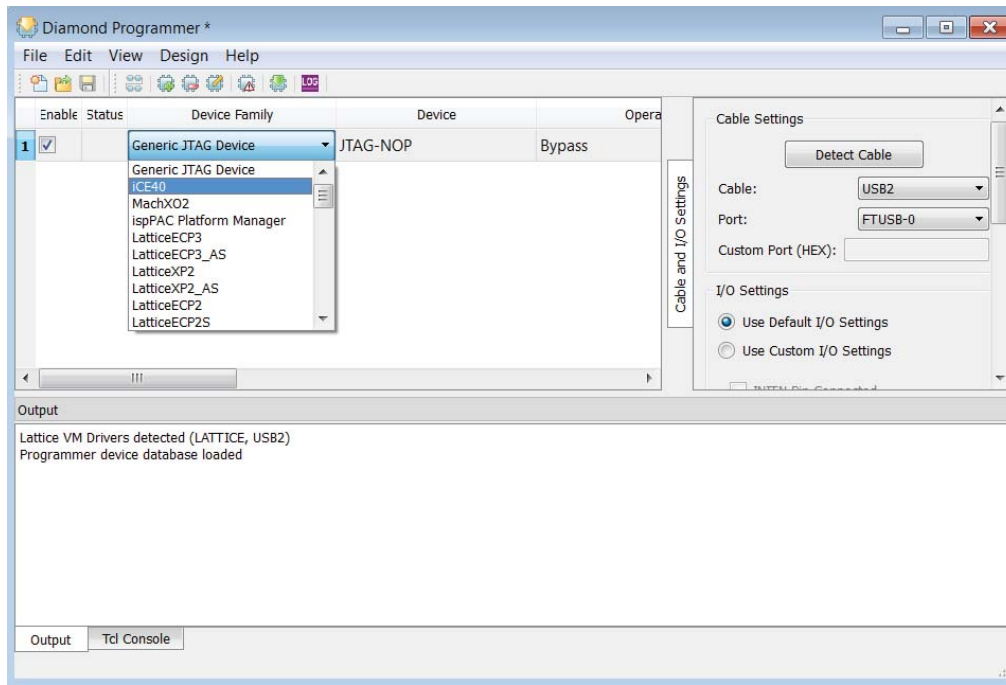 Diamond Programmer *
File Edit View Design Help
LOG
Enable Status Device Family Device Opera
1 Generic JTAG Device JTAG-NOP Bypass
Generic JTAG Device
iCE40
MachXO2
ispPAC Platform Manager
LatticeECP3
LatticeECP3_AS
LatticeXP2
LatticeXP2_AS
LatticeECP2
LatticeECP2S
Cable and I/O Settings
Cable Settings
Detect Cable
Cable: USB2
Port: FTUSB-0
Custom Port (HEX):
I/O Settings
Use Default I/O Settings
Use Custom I/O Settings
Output
Lattice VM Drivers detected (LATTICE, USB2)
Programmer device database loaded
Output Tcl Console